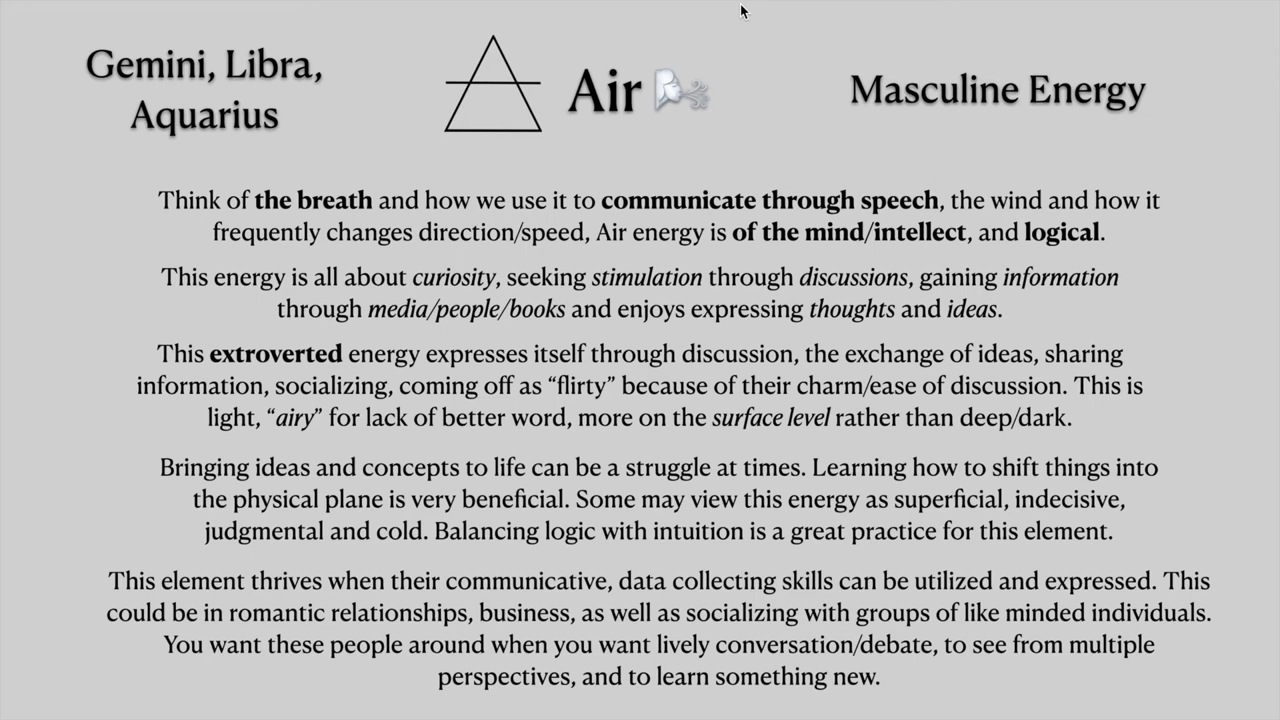 Gemini, Libra,
Aquarius
Air
Masculine Energy
Think of the breath and how we use it to communicate through speech, the wind and how it
frequently changes direction/speed, Air energy is of the mind/intellect, and logical.
This energy is all about curiosity, seeking stimulation through discussions, gaining information
through media/people/books and enjoys expressing thoughts and ideas.
This extroverted energy expresses itself through discussion, the exchange of ideas, sharing
information, socializing, coming off as “flirty” because of their charm/ease of discussion. This is
light, “airy” for lack of better word, more on the surface level rather than deep/dark.
Bringing ideas and concepts to life can be a struggle at times. Learning how to shift things into
the physical plane is very beneficial. Some may view this energy as superficial, indecisive,
judgmental and cold. Balancing logic with intuition is a great practice for this element.
This element thrives when their communicative, data collecting skills can be utilized and expressed. This
could be in romantic relationships, business, as well as socializing with groups of like minded individuals.
You want these people around when you want lively conversation/debate, to see from multiple
perspectives, and to learn something new.